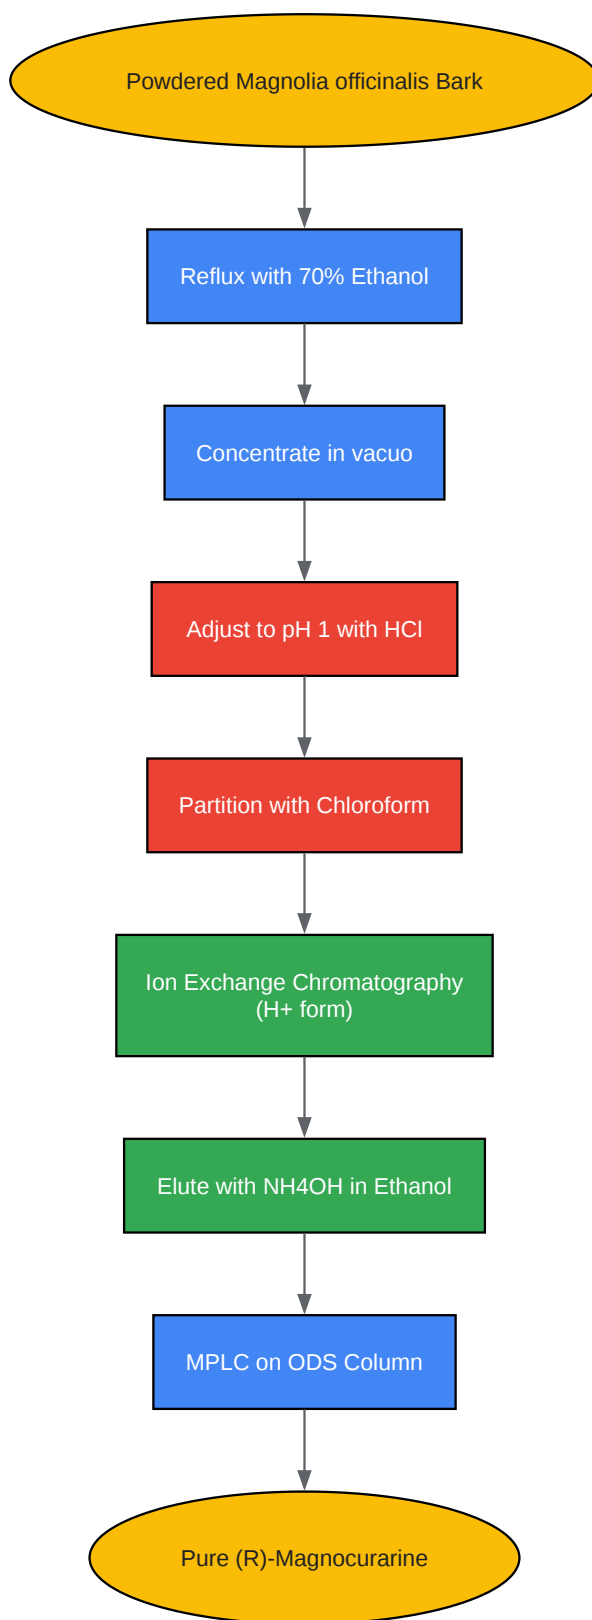 Powdered Magnolia officinalis Bark
Reflux with 70% Ethanol
Concentrate in vacuo
Adjust to pH 1 with HCl
Partition with Chloroform
Ion Exchange Chromatography
(H+ form)
Elute with NH4OH in Ethanol
MPLC on ODS Column
Pure (R)-Magnocurarine